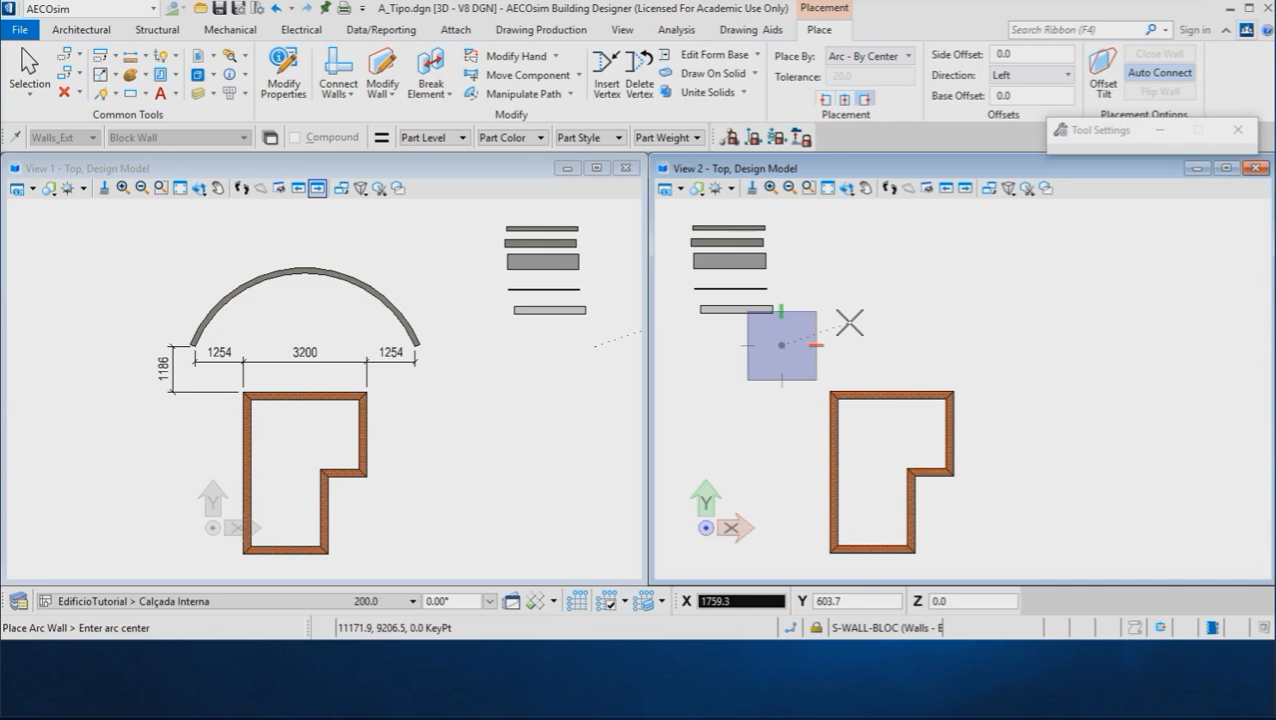 AECOsim
A_Tipo.dgn [3D - V8 DGN] - AECOsim Building Designer (Licensed For Academic Use Only)
Placement
File
Architecture
Structural
Mechanical
Electrical
Data/Reporting
Attach
Drawing Production
View
Analysis
Drawing Aids
Place
Search Ribbon (F4)
Sign in
Selection
Common Tools
Modify Properties
Connect Walls
Modify Wall
Break Element
Modify Hand
Move Component
Manipulate Path
Insert Vertex
Delete Vertex
Edit Form Base
Draw On Solid
Unite Solids
Modify
Place By:
Arc - By Center
Tolerance:
20.0
Placement
Side Offset:
0.0
Direction:
Left
Base Offset:
0.0
Offsets
Offset Tilt
Close Wall
Auto Connect
Flip Wall
Placement Options
Tool Settings
Walls_Ext
Block Wall
Compound
Part Level
Part Color
Part Style
Part Weight
View 1 - Top, Design Model
View 2 - Top, Design Model
1254
3200
1254
1186
Y
X
Y
X
EdificioTutorial > Calçada Interna
200.0
0.00°
X
1759.3
Y
603.7
Z
0.0
Place Arc Wall > Enter arc center
11171.9, 9206.5, 0.0 KeyPt
S-WALL-BLOC (Walls - E